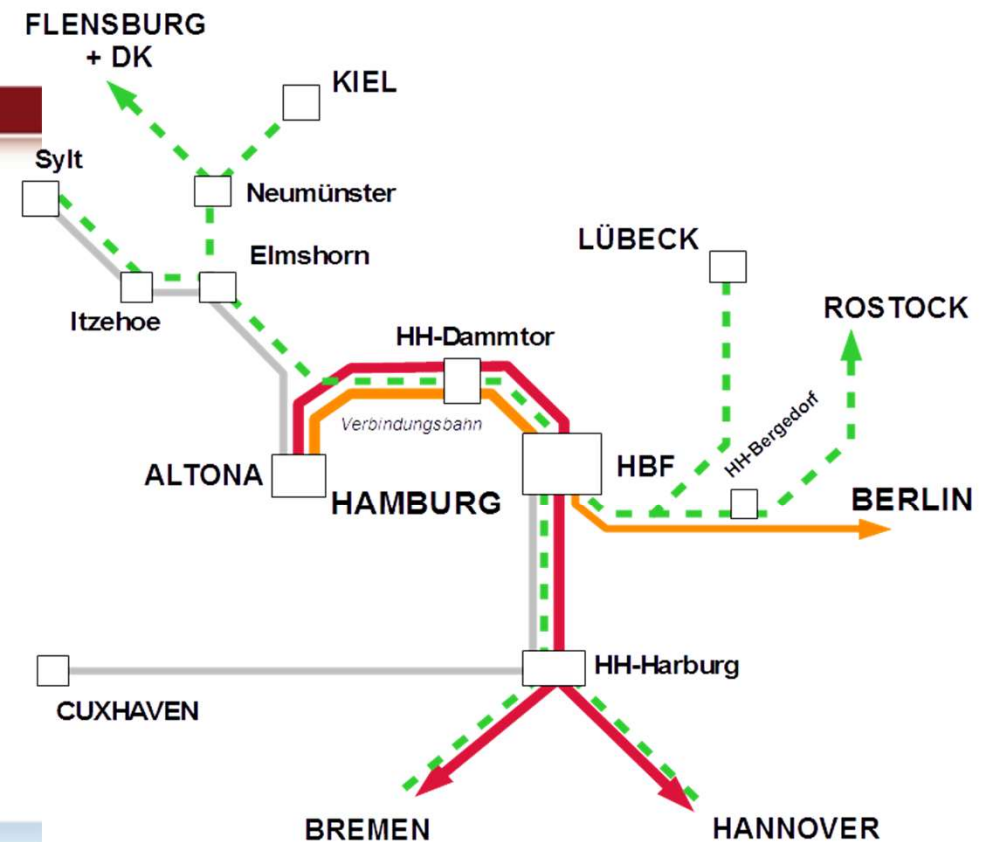 FLENSBURG
+ DK
KIEL
Sylt
Neumünster
Elmshorn
LÜBECK
ROSTOCK
Itzehoe
HH-Dammtor
HH-Bergedorf
Verbindungsbahn
ALTONA
HBF
HAMBURG
BERLIN
HH-Harburg
CUXHAVEN
BREMEN
HANNOVER